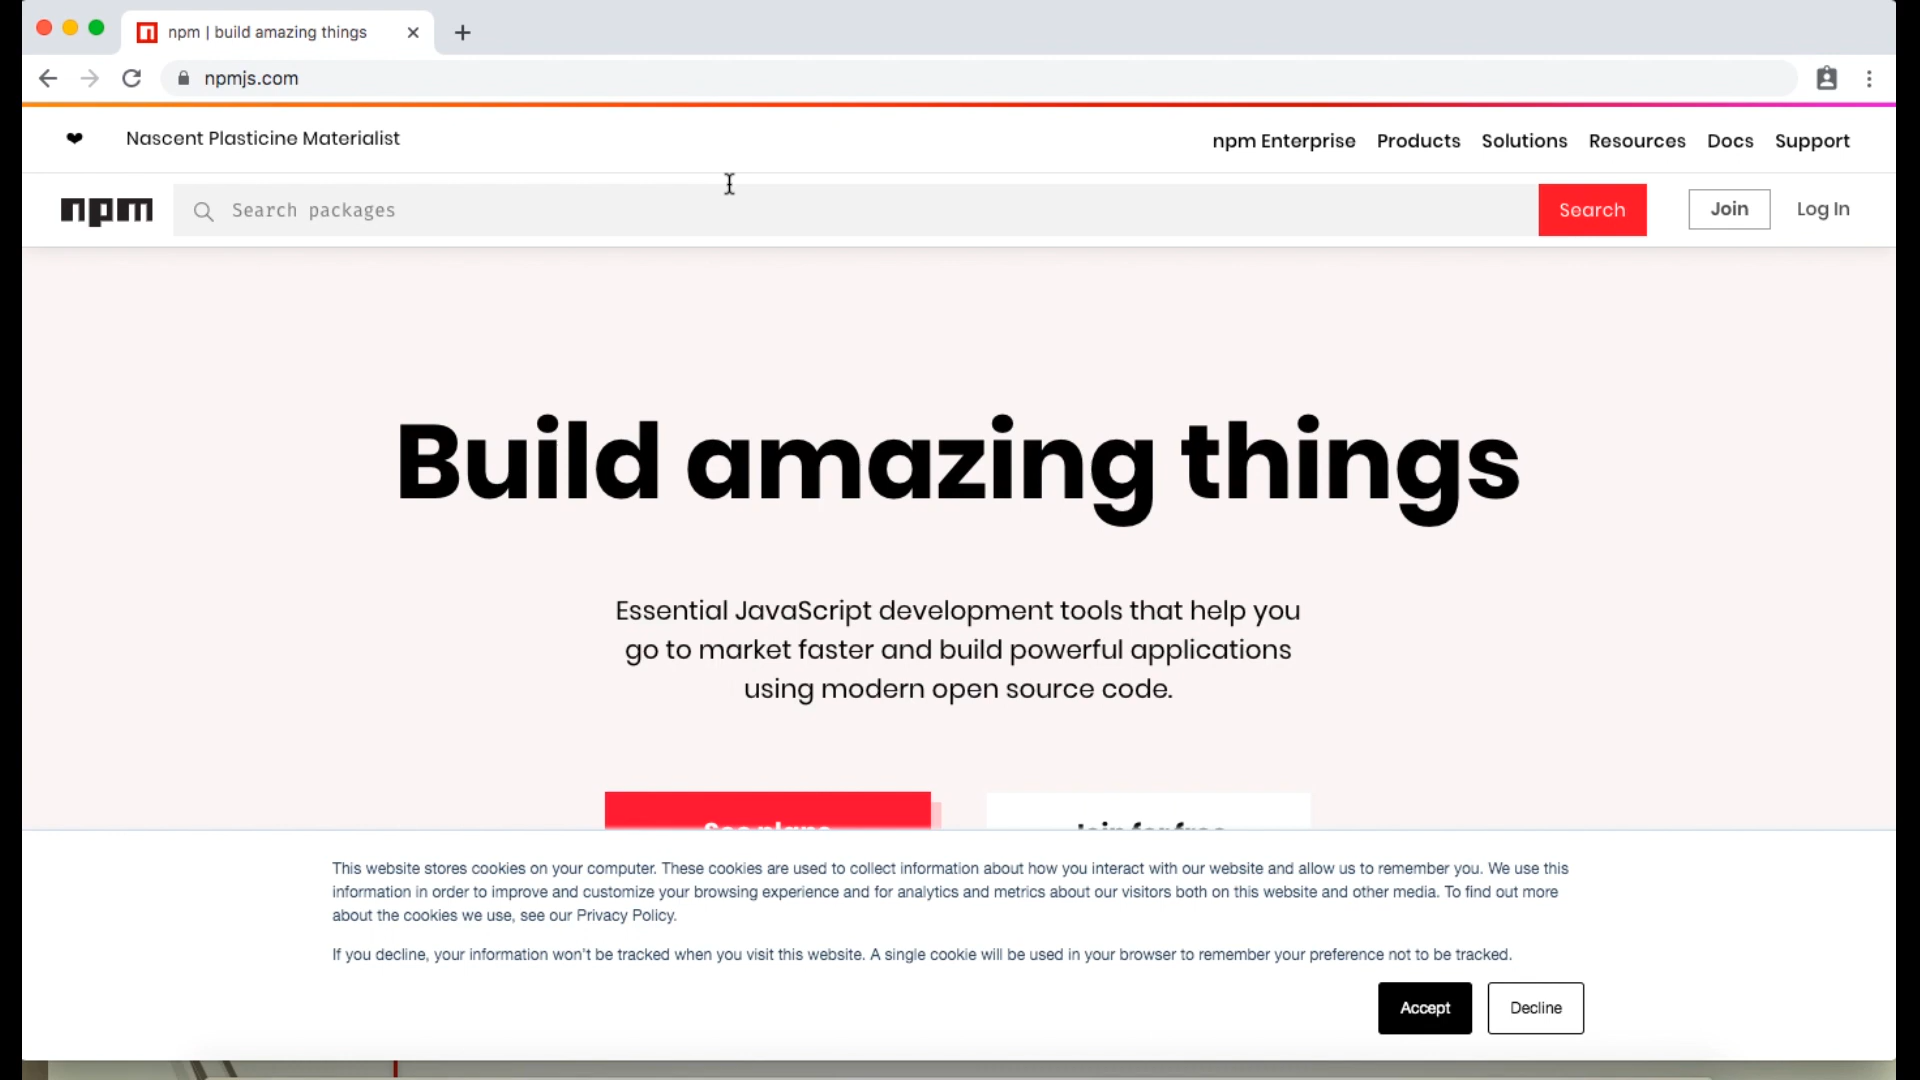 npm | build amazing things
npmjs.com
Nascent Plasticine Materialist
npm Enterprise Products Solutions Resources Docs Support
npm Search packages Search Join Log In
Build amazing things
Essential JavaScript development tools that help you
go to market faster and build powerful applications
using modern open source code.
See plans Join for free
This website stores cookies on your computer. These cookies are used to collect information about how you interact with our website and allow us to remember you. We use this
information in order to improve and customize your browsing experience and for analytics and metrics about our visitors both on this website and other media. To find out more
about the cookies we use, see our Privacy Policy.
If you decline, your information won't be tracked when you visit this website. A single cookie will be used in your browser to remember your preference not to be tracked.
Accept Decline